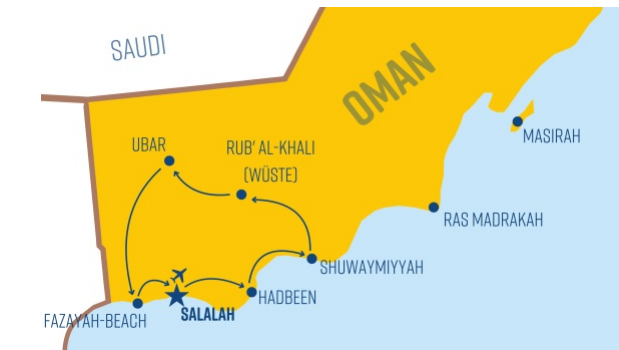 SAUDI
OMAN
UBAR
RUB' AL-KHALI
(WÜSTE)
MASIRAH
RAS MADRAKAH
SHUWAYMIYYAH
HADBEEN
SALALAH
FAZAYAH-BEACH